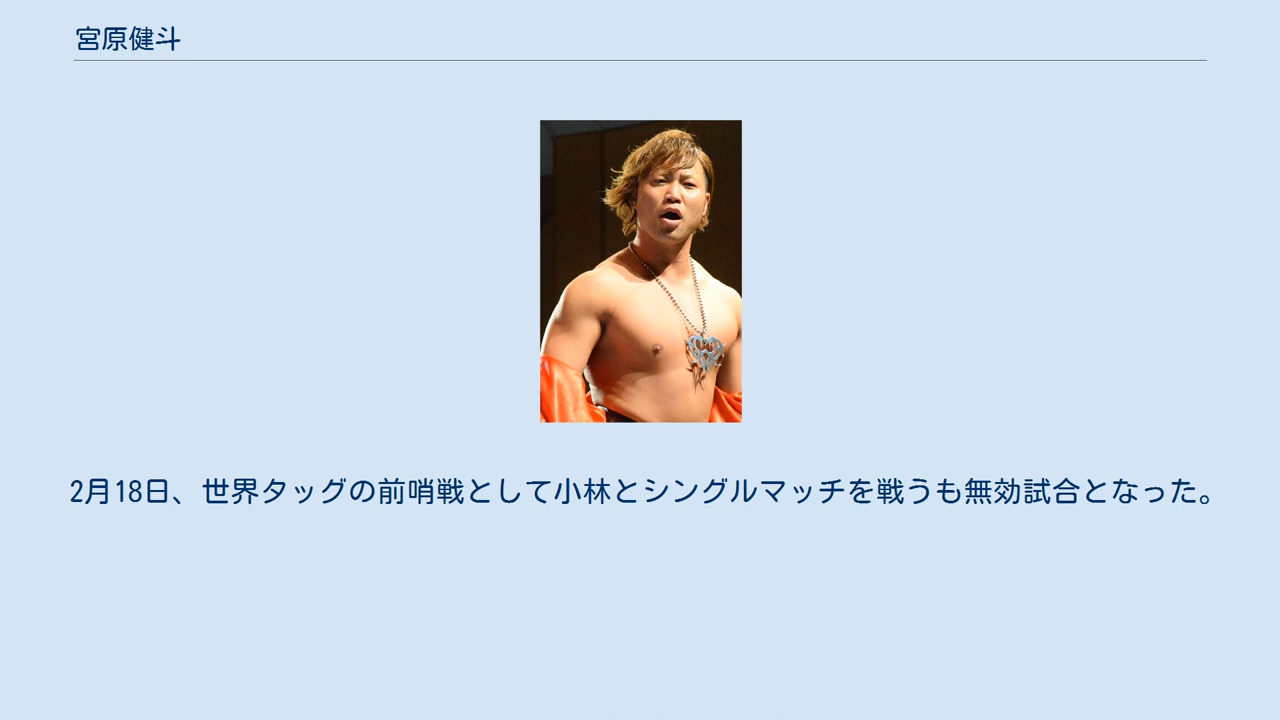 宮原健斗
2月18日、世界タッグの前哨戦として小林とシングルマッチを戦うも無効試合となった。